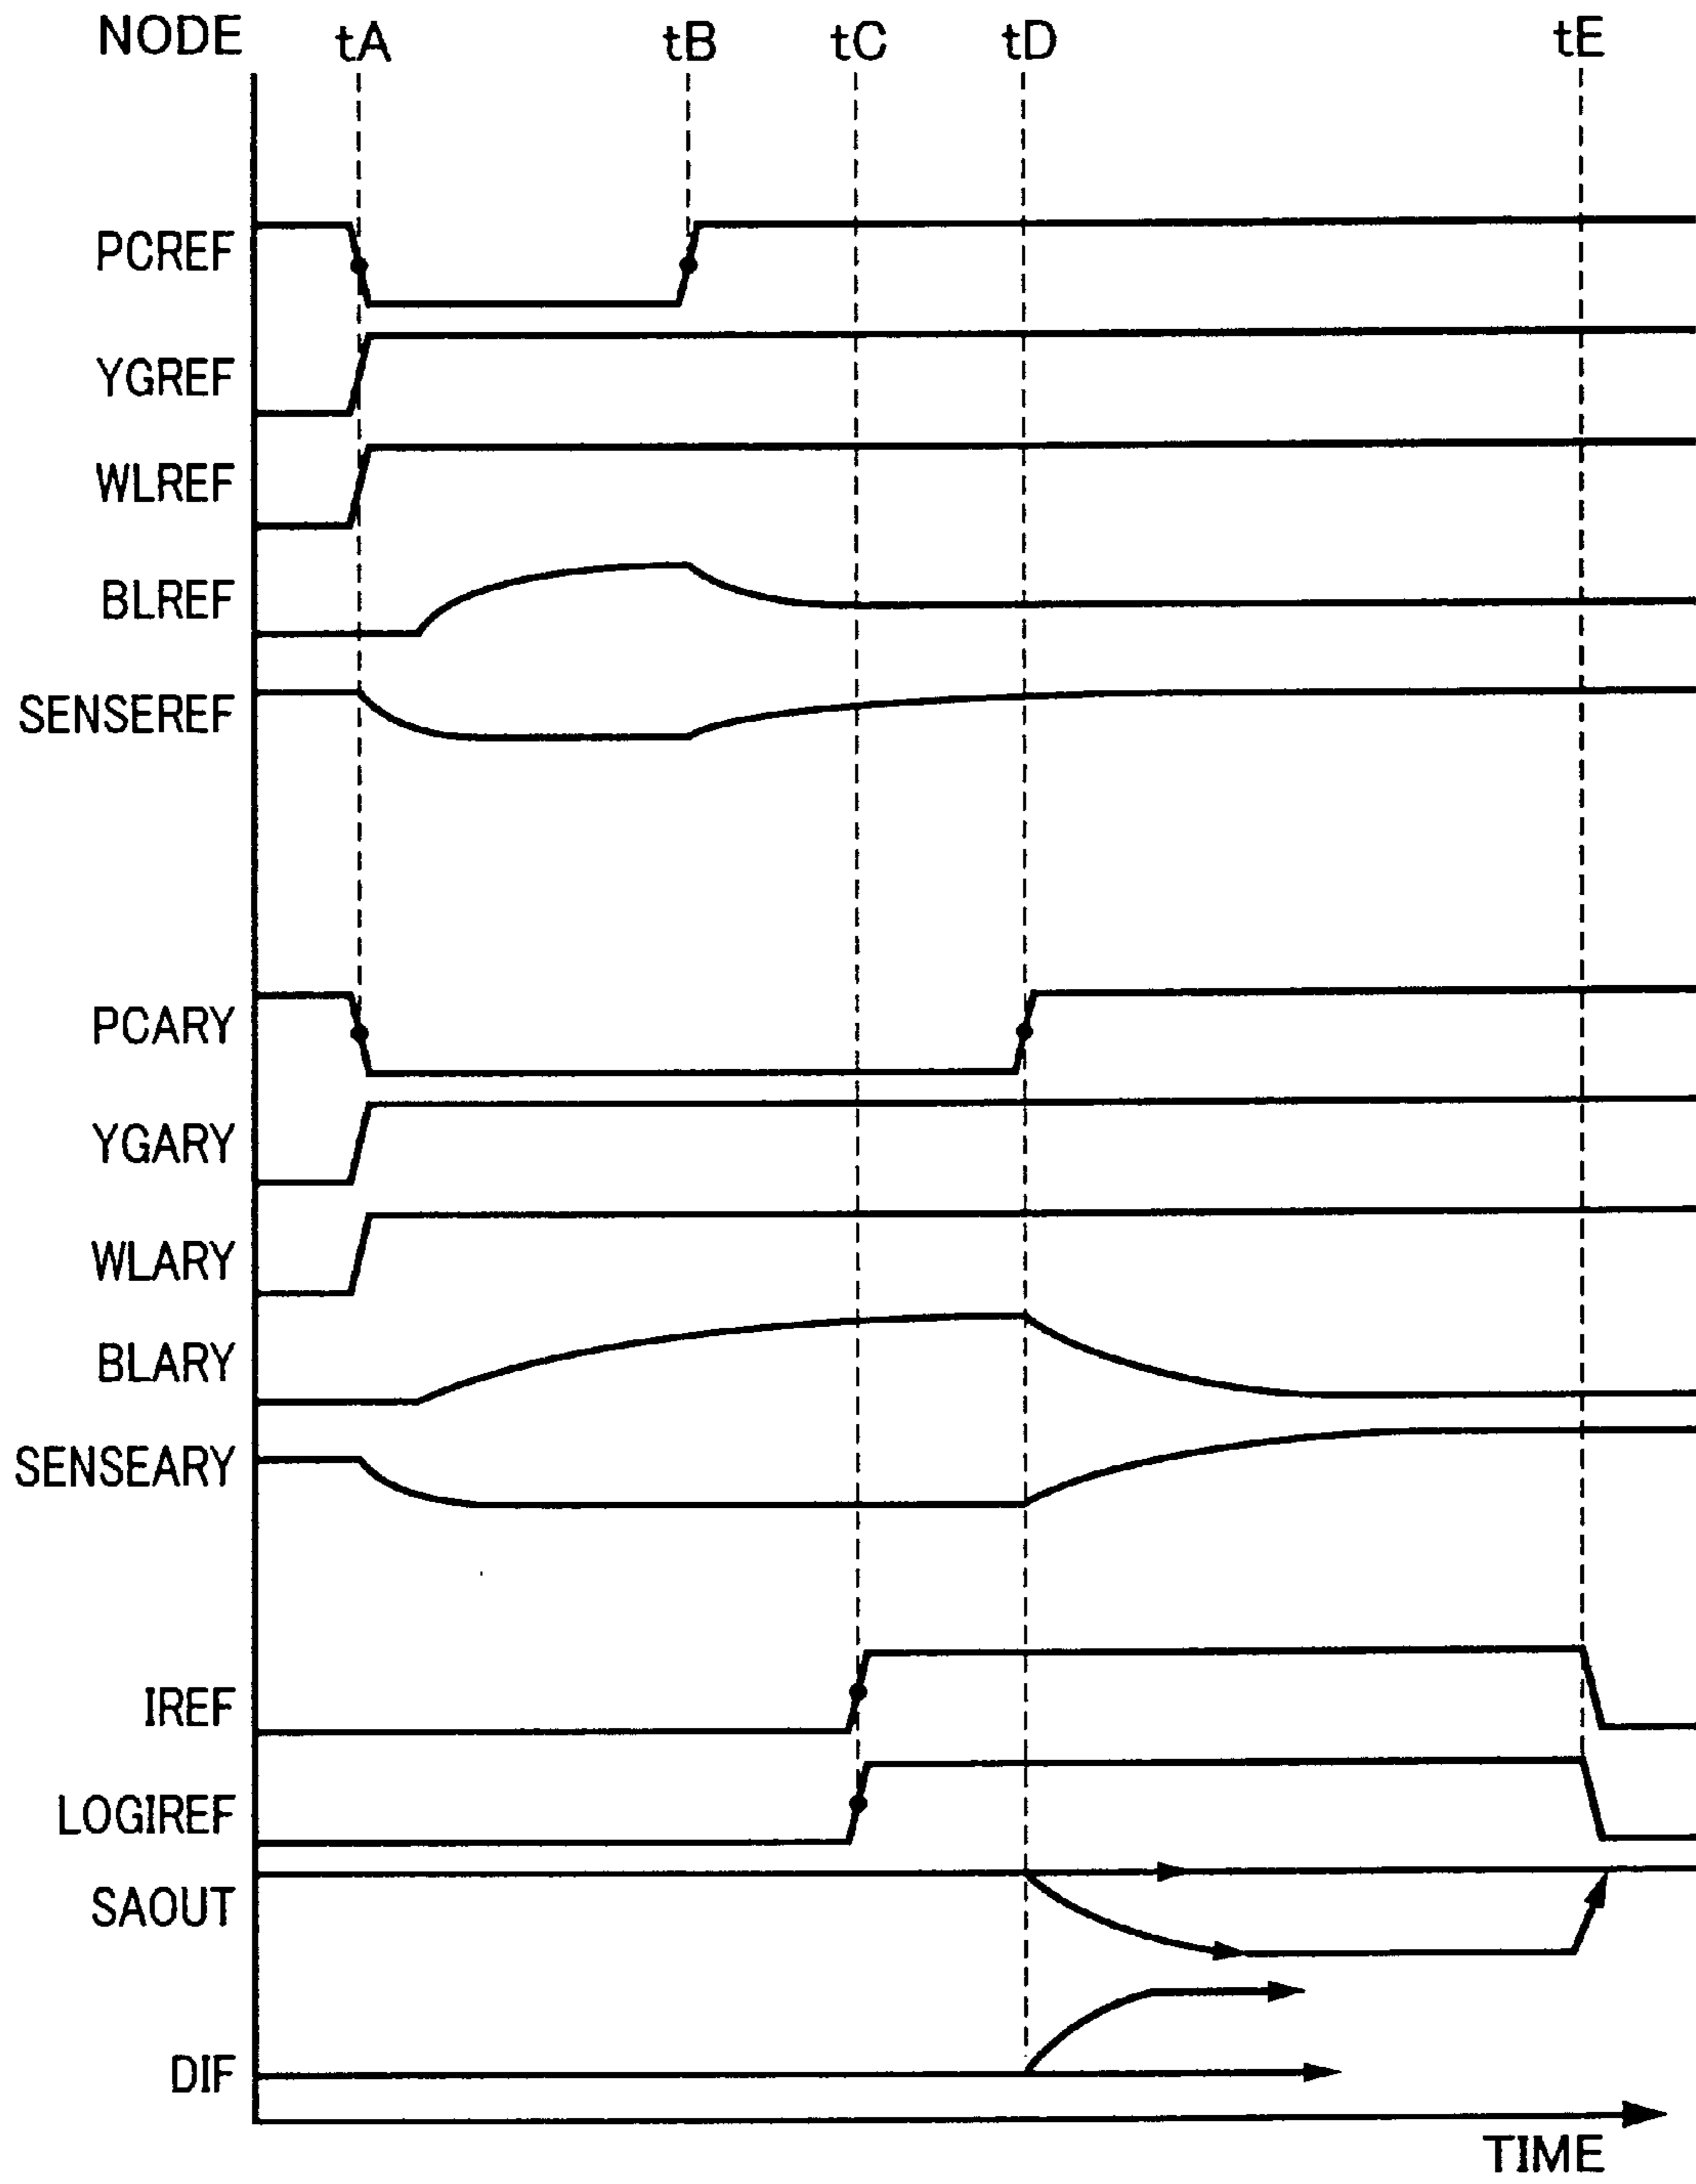 NODE tA tB tC tD tE
PCREF
YGREF
WLREF
BLREF
SENSEREF
PCARY
YGARY
WLARY
BLARY
SENSEARY
IREF
LOGIREF
SAOUT
DIF
TIME